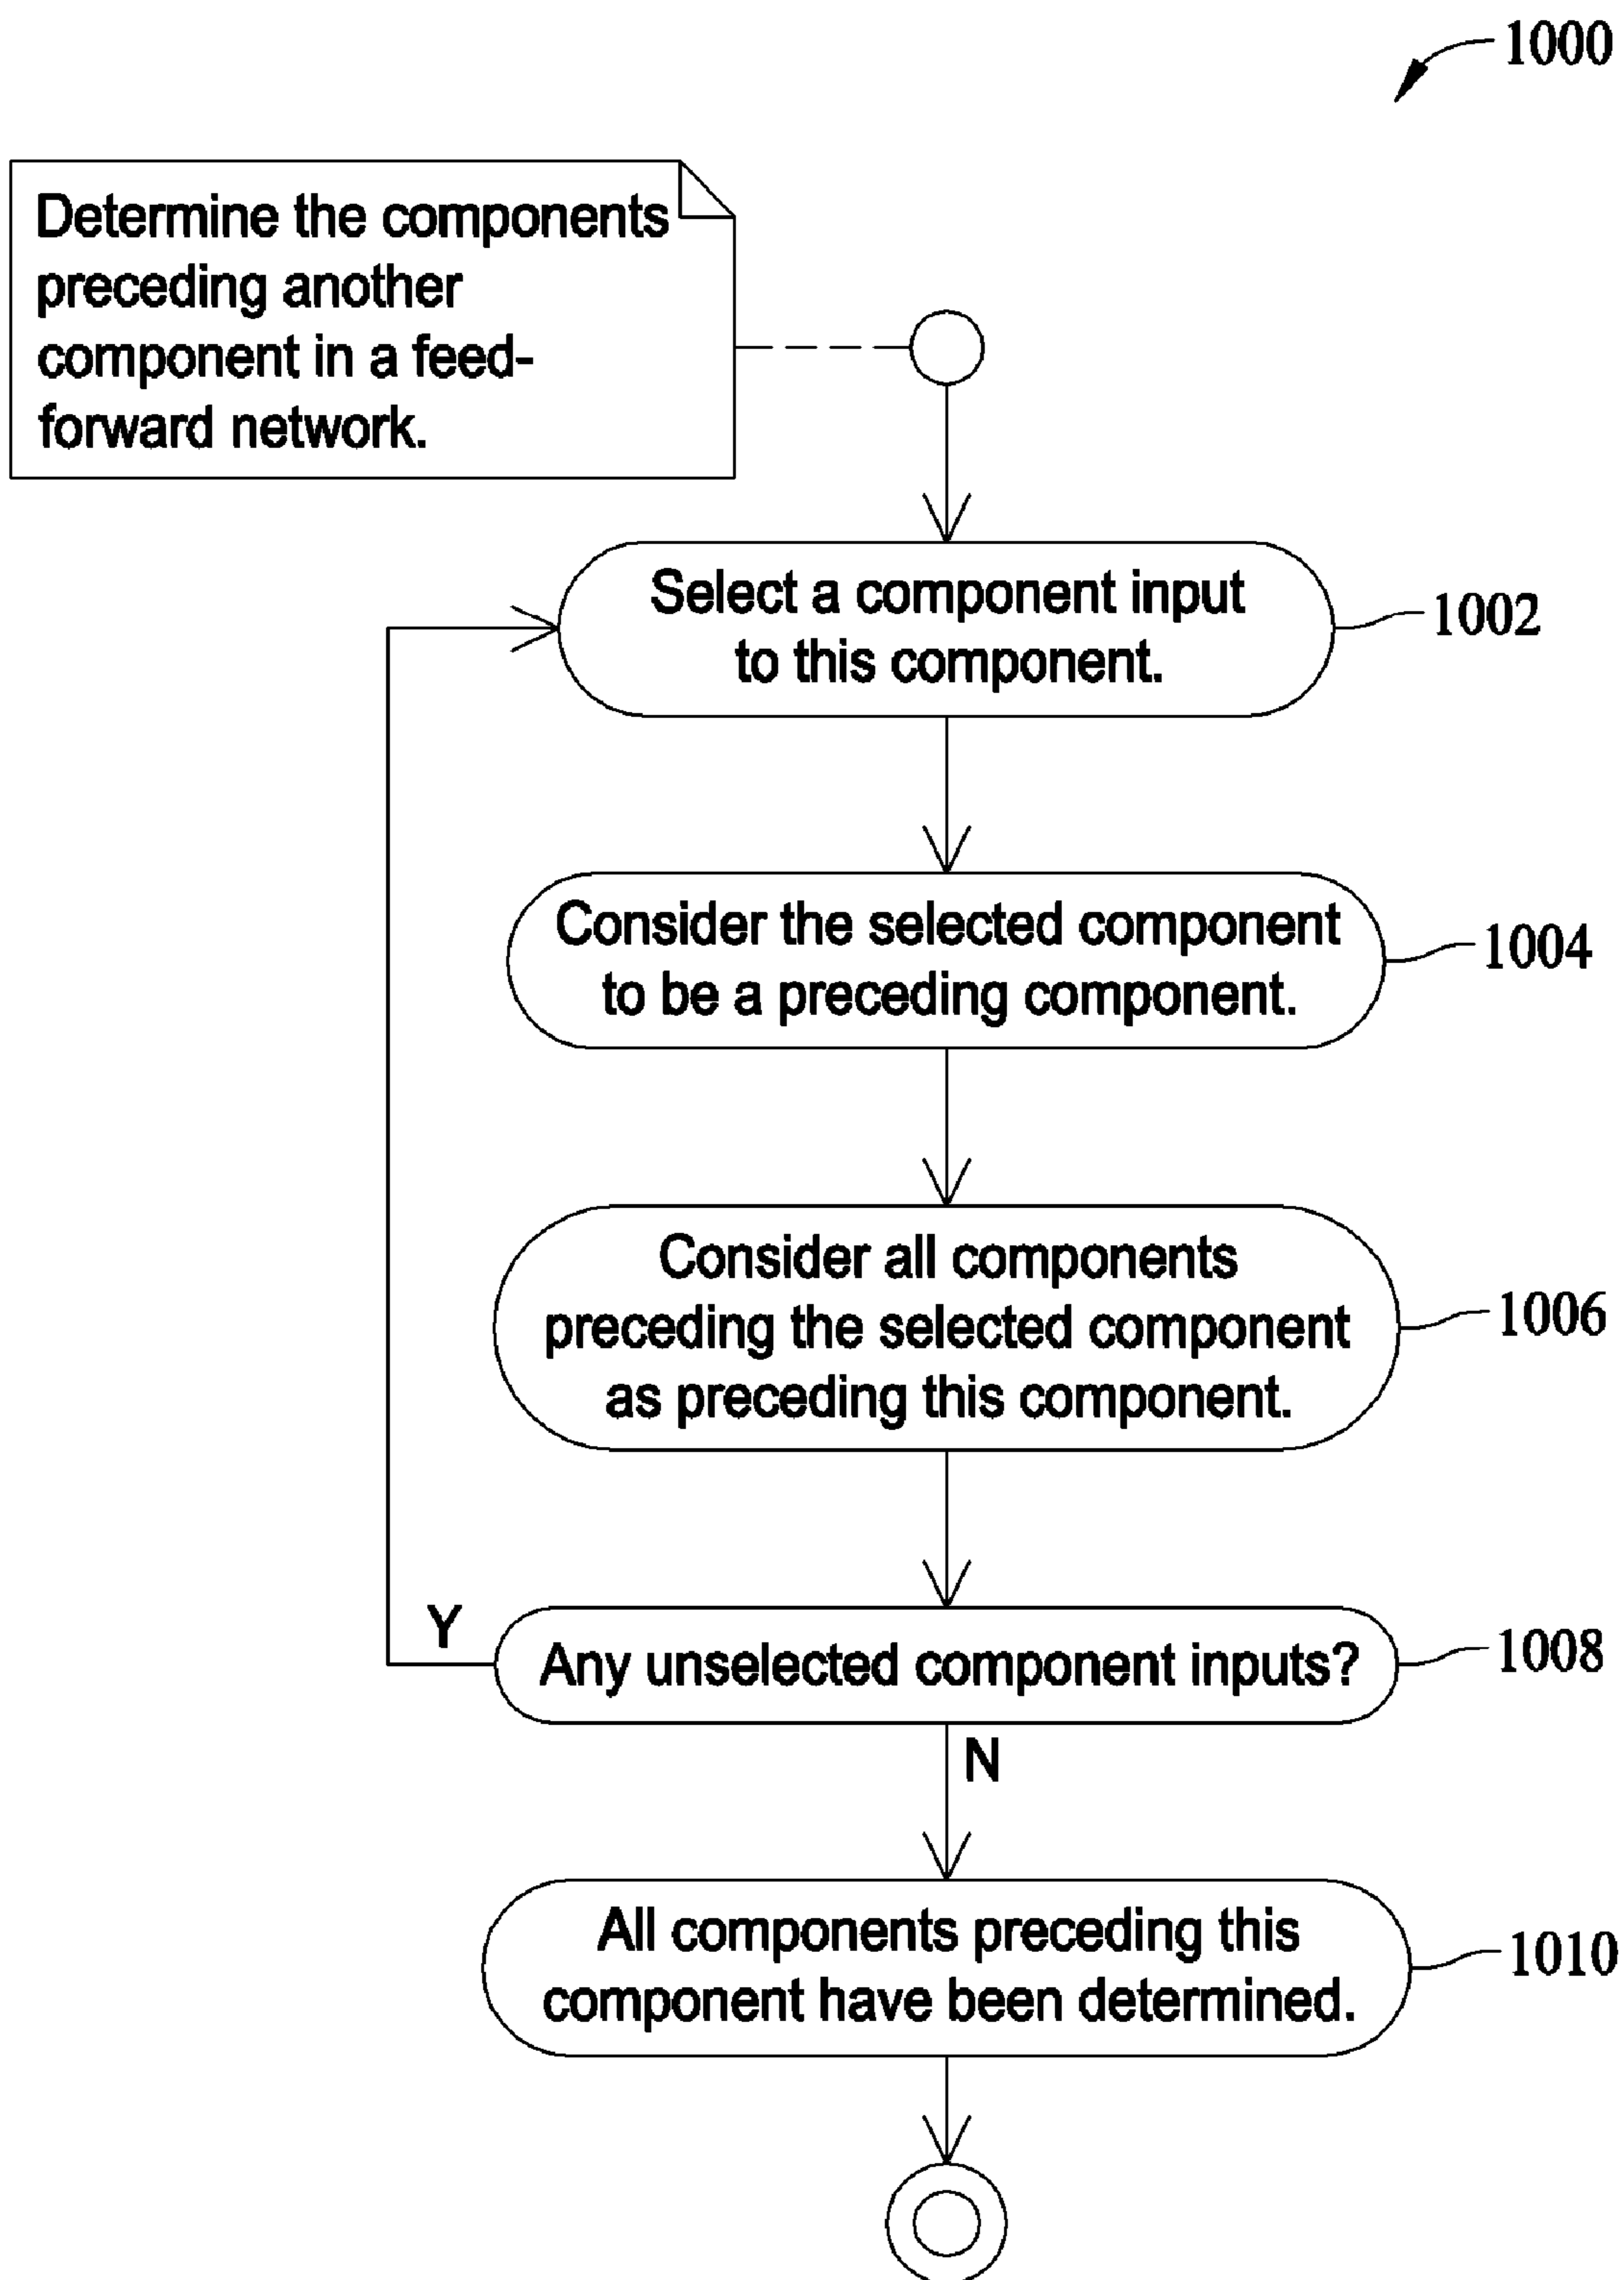 1000
Determine the components
preceding another
component in a feed-
forward network.
Select a component input
to this component.
1002
Consider the selected component
to be a preceding component.
1004
Consider all components
preceding the selected component
as preceding this component.
1006
Y
Any unselected component inputs?
1008
N
All components preceding this
component have been determined.
1010